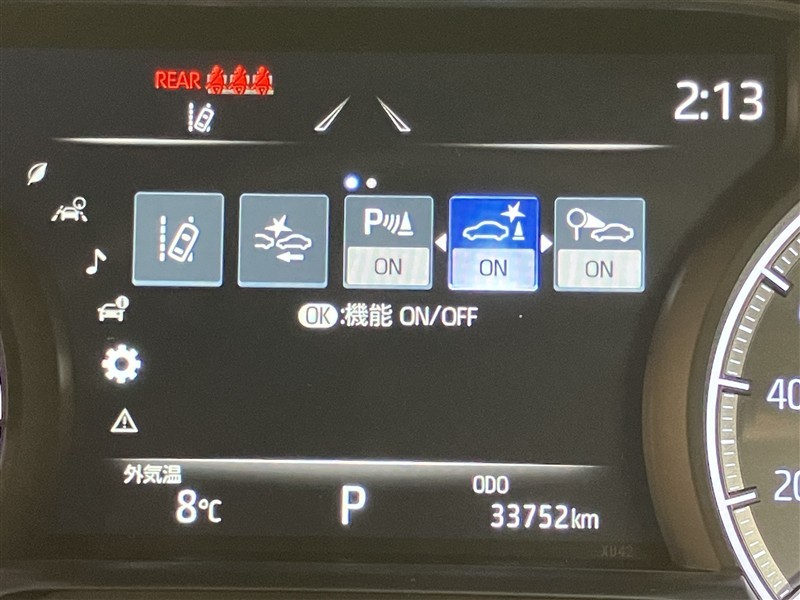 REAR
2:13
P
ON
ON
ON
OK:機能 ON/OFF
40
20
外気温
8℃
P
ODO
33752km
XU42